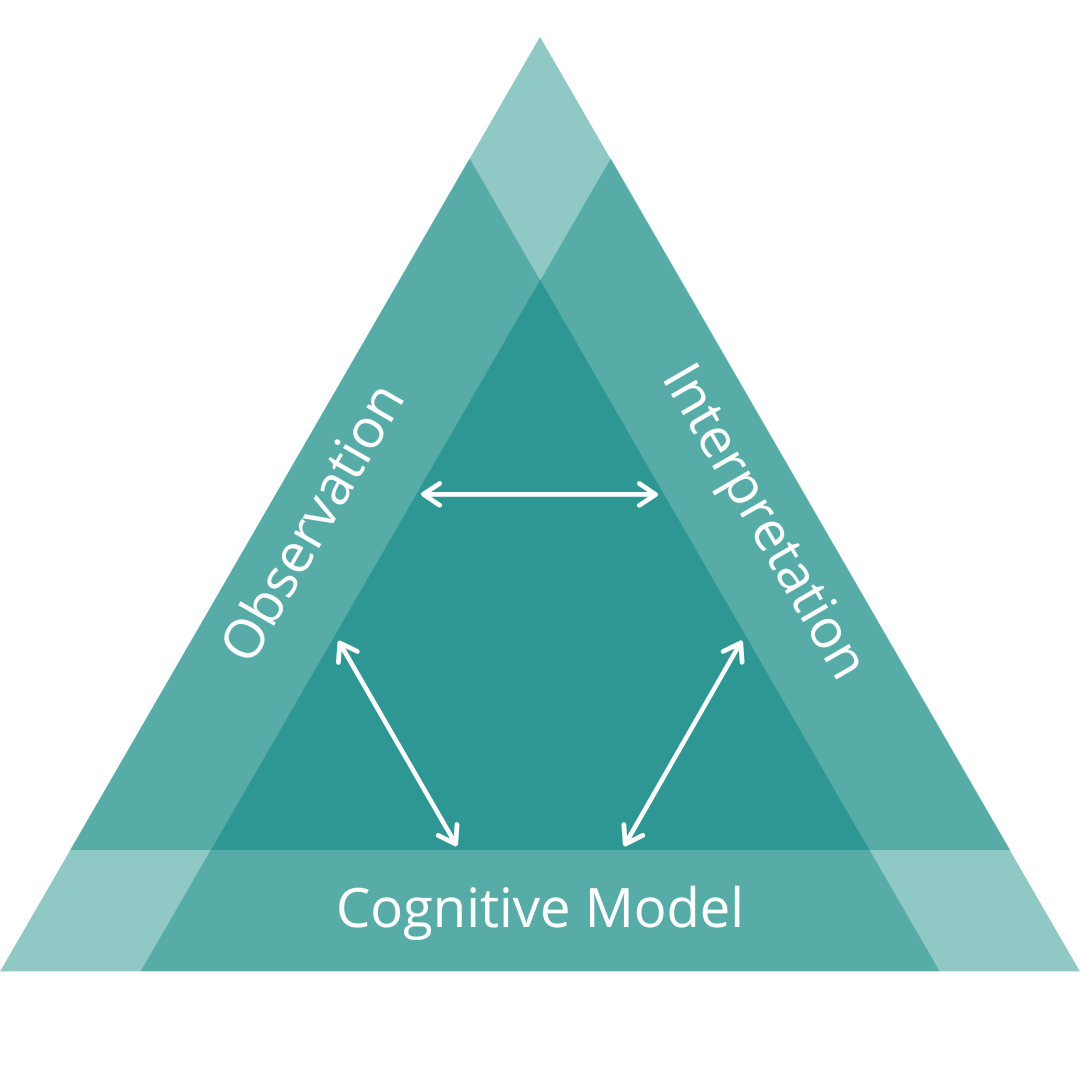 Observation
Interpretation
Cognitive Model